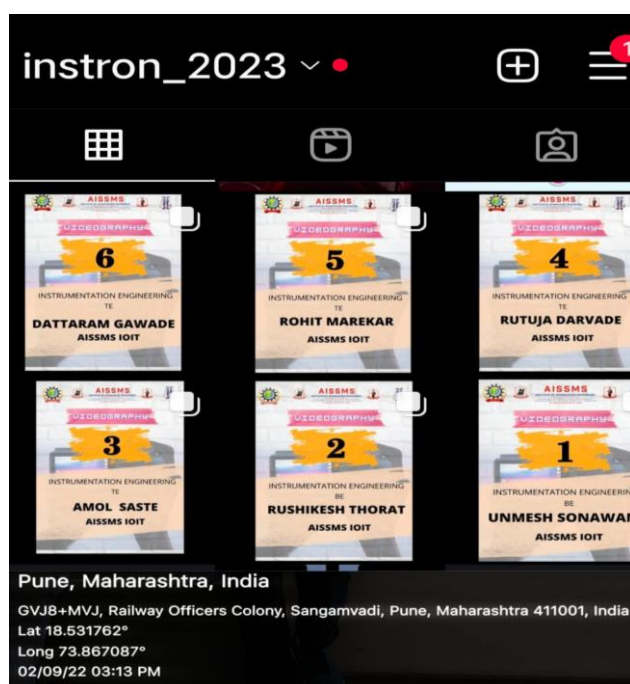 instron_2023
1
AISSMS
VIDEOGRAPHY
6
INSTRUMENTATION ENGINEERING
TE
DATTARAM GAWADE
AISSMS IOIT
AISSMS
VIDEOGRAPHY
5
INSTRUMENTATION ENGINEERING
TE
ROHIT MAREKAR
AISSMS IOIT
AISSMS
VIDEOGRAPHY
4
INSTRUMENTATION ENGINEERING
TE
RUTUJA DARVADE
AISSMS IOIT
AISSMS
VIDEOGRAPHY
3
INSTRUMENTATION ENGINEERING
TE
AMOL SASTE
AISSMS IOIT
AISSMS
VIDEOGRAPHY
2
INSTRUMENTATION ENGINEERING
BE
RUSHIKESH THORAT
AISSMS IOIT
AISSMS
VIDEOGRAPHY
1
INSTRUMENTATION ENGINEERIN
BE
UNMESH SONAWAN
AISSMS IOIT
Pune, Maharashtra, India
GVJ8+MVJ, Railway Officers Colony, Sangamvadi, Pune, Maharashtra 411001, India
Lat 18.531762°
Long 73.867087°
02/09/22 03:13 PM